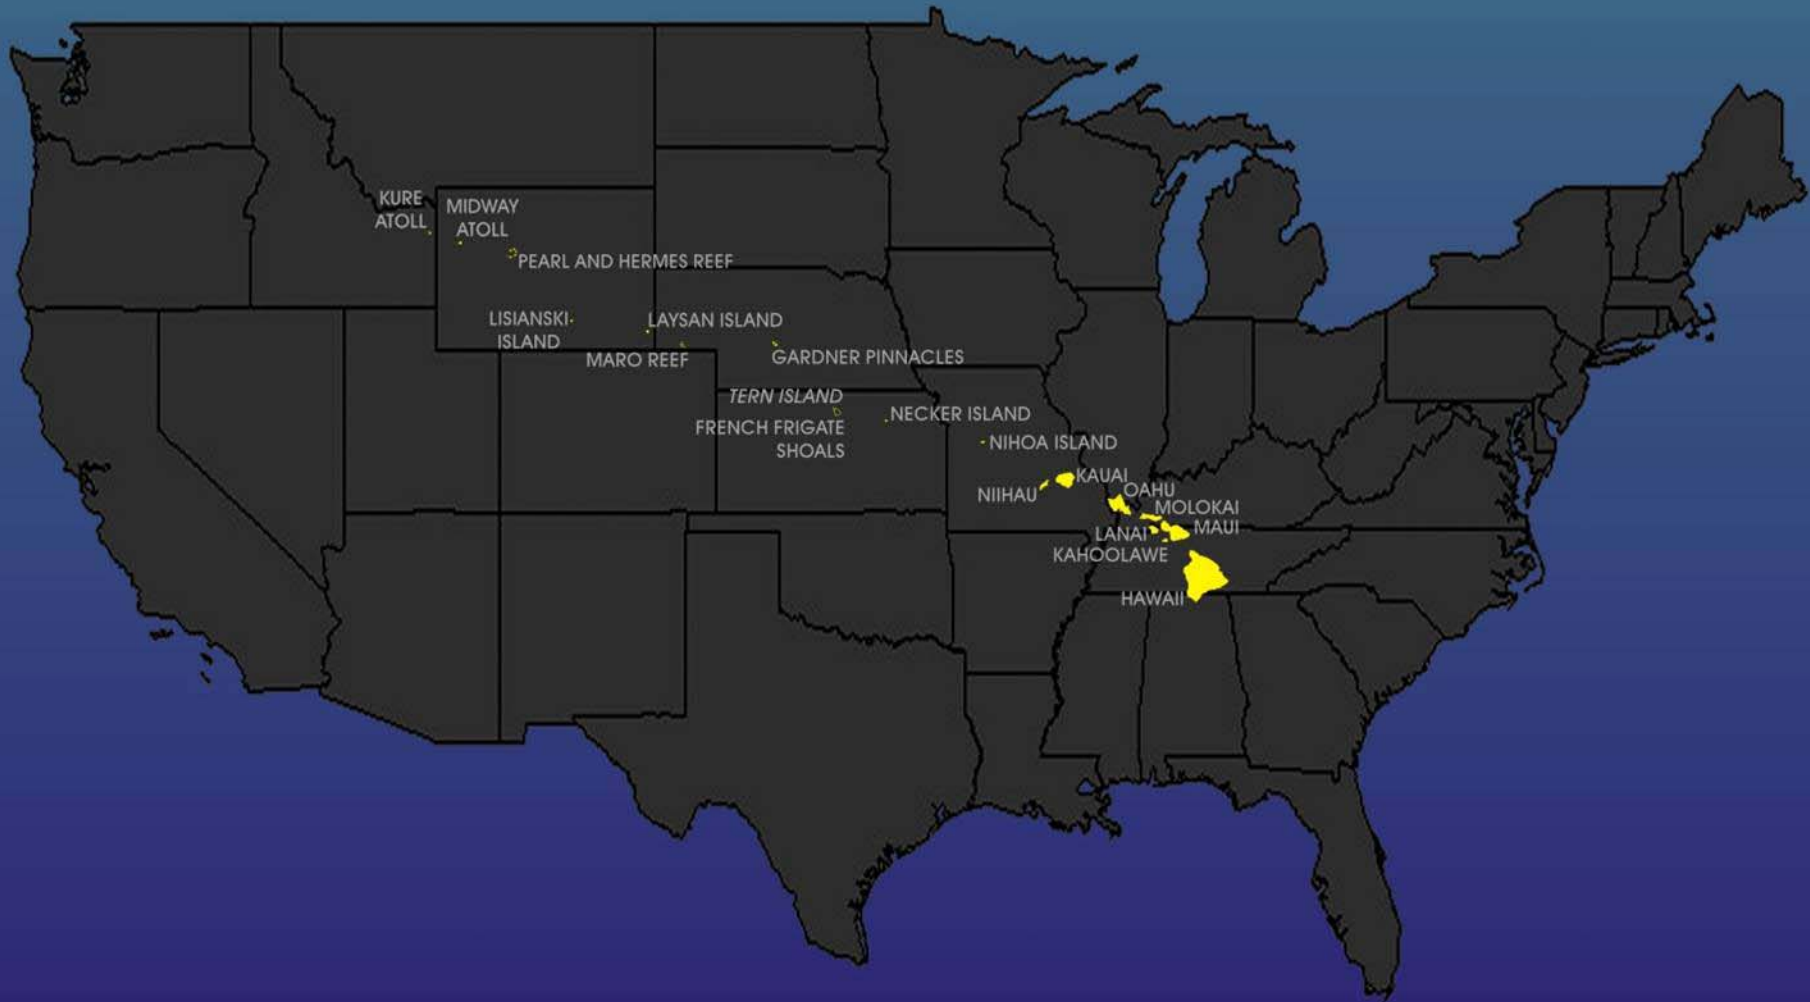 KURE
ATOLL
MIDWAY
ATOLL
PEARL AND HERMES REEF
LISIANSKI
ISLAND
LAYSAN ISLAND
MARO REEF
GARDNER PINNACLES
TERN ISLAND
FRENCH FRIGATE
SHOALS
NECKER ISLAND
NIHOA ISLAND
KAUAI
NIIHAU
OAHU
MOLOKAI
MAUI
LANAI
KAHOOLAWE
HAWAII